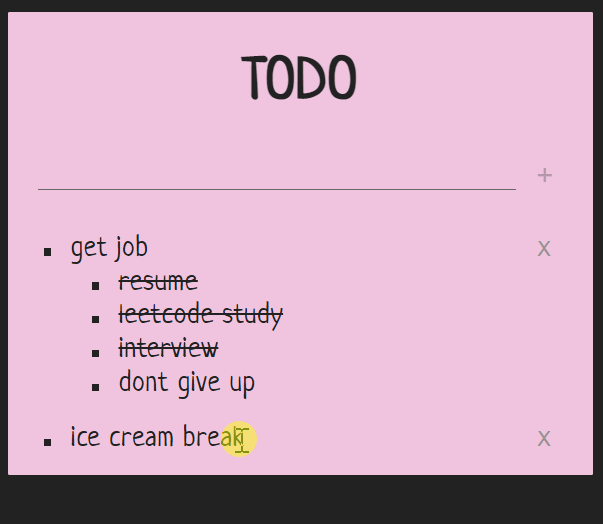 TODO
+
get job x
resume
leetcode study
interview
dont give up
ice cream break x